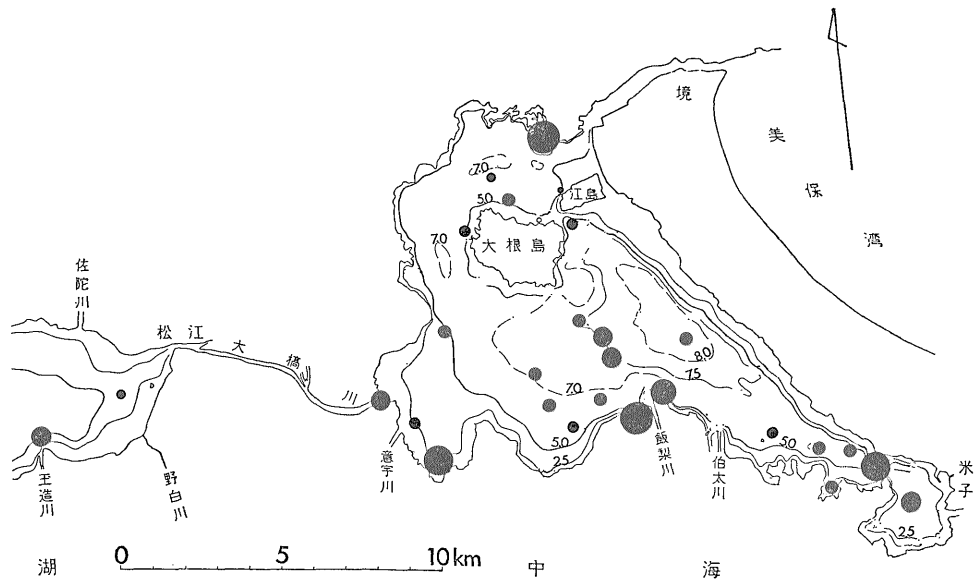 境
美保湾
7.0
5.0
江島
7.0
大根島
佐陀川
松江
大橋川
8.0
7.5
7.0
5.0
2.5
意宇川
飯梨川
伯太川
5.0
米子
2.5
玉造川
野白川
0 5 10km
湖 中海